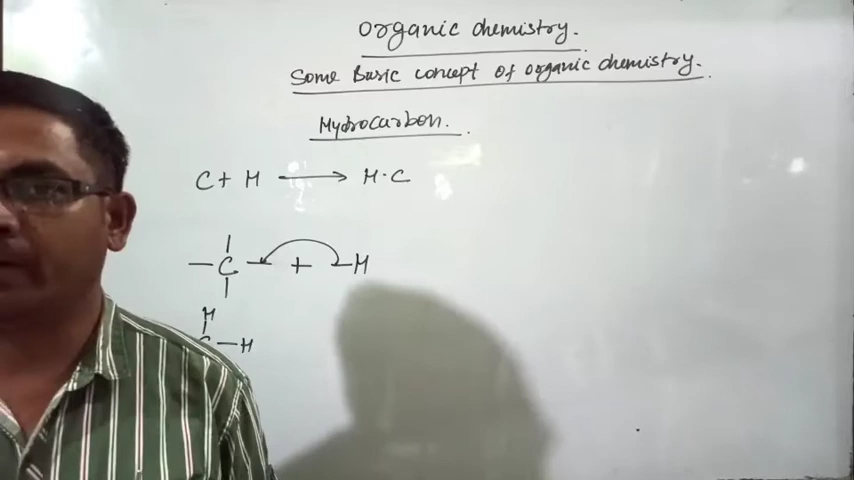 Organic chemistry.
Some Basic concept of organic chemistry.
Hydrocarbon.
C + H → H·C
— C — + — H
H
C — H